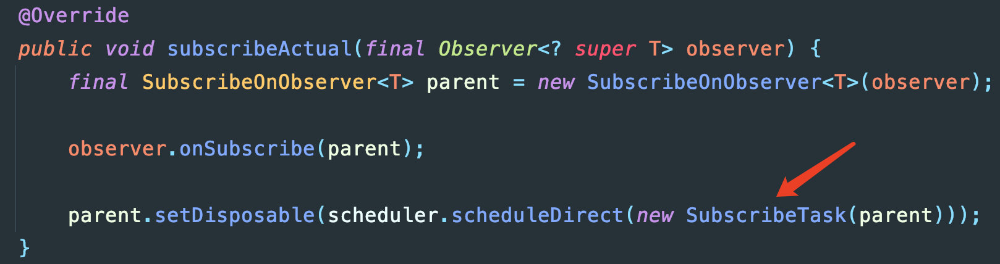 @Override
public void subscribeActual(final Observer<? super T> observer) {
final SubscribeOnObserver<T> parent = new SubscribeOnObserver<T>(observer);
observer.onSubscribe(parent);
parent.setDisposable(scheduler.scheduleDirect(new SubscribeTask(parent)));
}